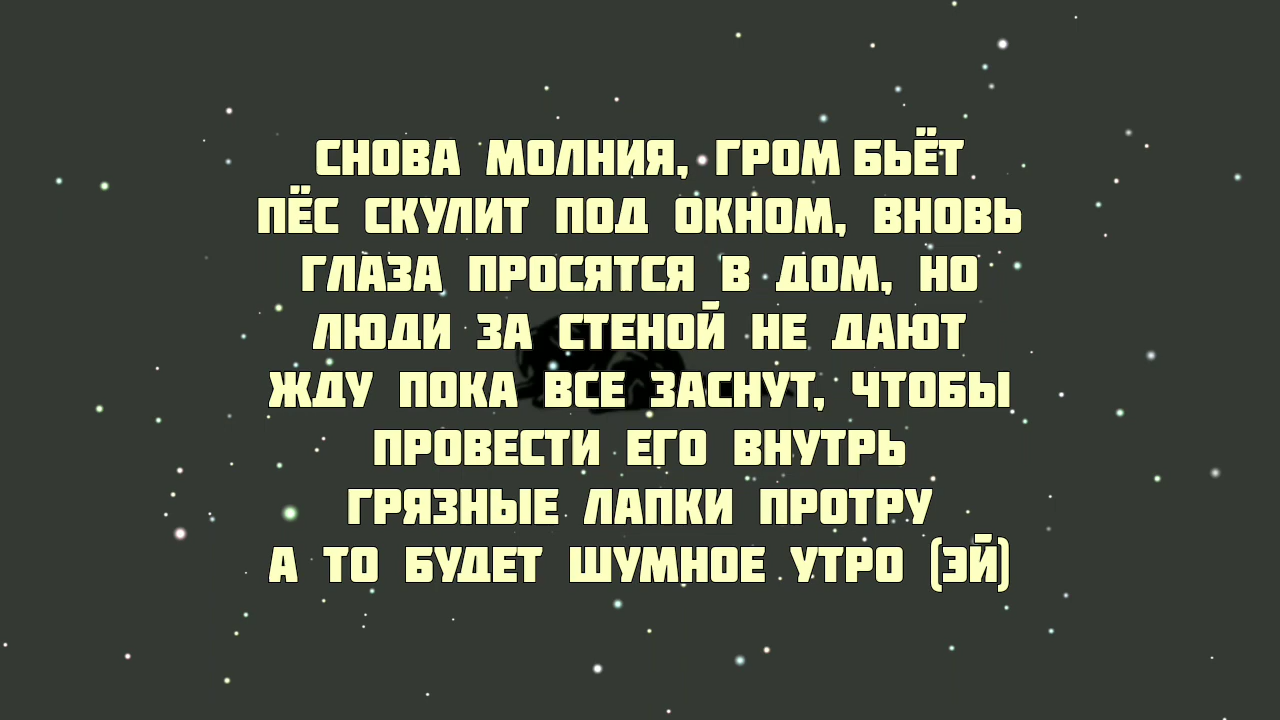 СНОВА МОЛНИЯ, ГРОМ БЬЁТ
ПЁС СКУЛИТ ПОД ОКНОМ, ВНОВЬ
ГЛАЗА ПРОСЯТСЯ В ДОМ, НО
ЛЮДИ ЗА СТЕНОЙ НЕ ДАЮТ
ЖДУ ПОКА ВСЕ ЗАСНУТ, ЧТОБЫ
ПРОВЕСТИ ЕГО ВНУТРЬ
ГРЯЗНЫЕ ЛАПКИ ПРОТРУ
А ТО БУДЕТ ШУМНОЕ УТРО (ЭЙ)